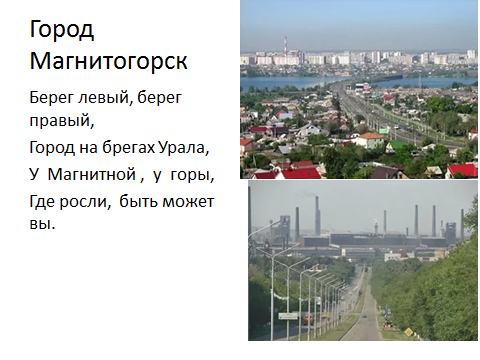 Город
Магнитогорск
Берег левый, берег
правый,
Город на брегах Урала,
У Магнитной , у горы,
Где росли, быть может
вы.